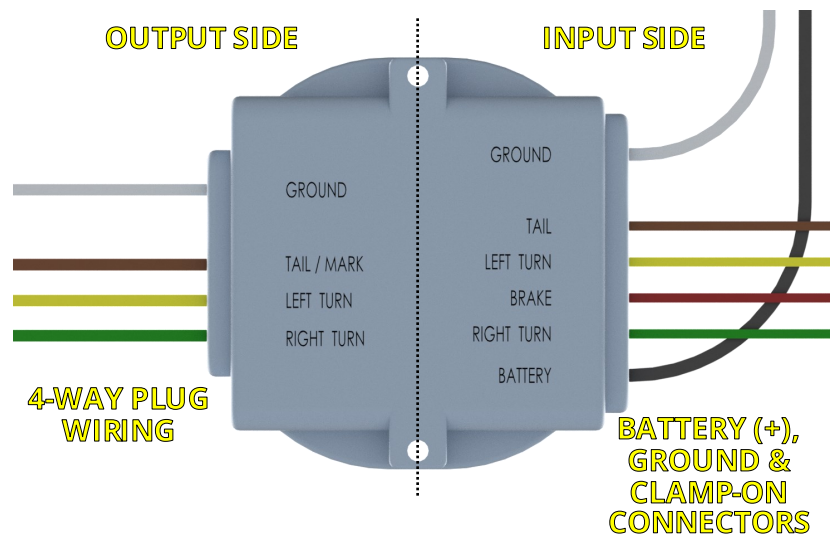 OUTPUT SIDE
INPUT SIDE
GROUND
TAIL / MARK
LEFT TURN
RIGHT TURN
GROUND
TAIL
LEFT TURN
BRAKE
RIGHT TURN
BATTERY
4-WAY PLUG
WIRING
BATTERY (+),
GROUND &
CLAMP-ON
CONNECTORS